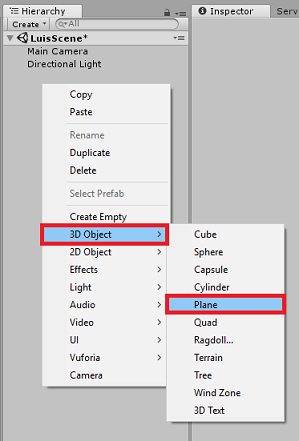 Hierarchy
Inspector
Serv
Create
All
LuisScene*
Main Camera
Directional Light
Copy
Paste
Rename
Duplicate
Delete
Select Prefab
Create Empty
3D Object
2D Object
Effects
Light
Audio
Video
UI
Vuforia
Camera
Cube
Sphere
Capsule
Cylinder
Plane
Quad
Ragdoll...
Terrain
Tree
Wind Zone
3D Text